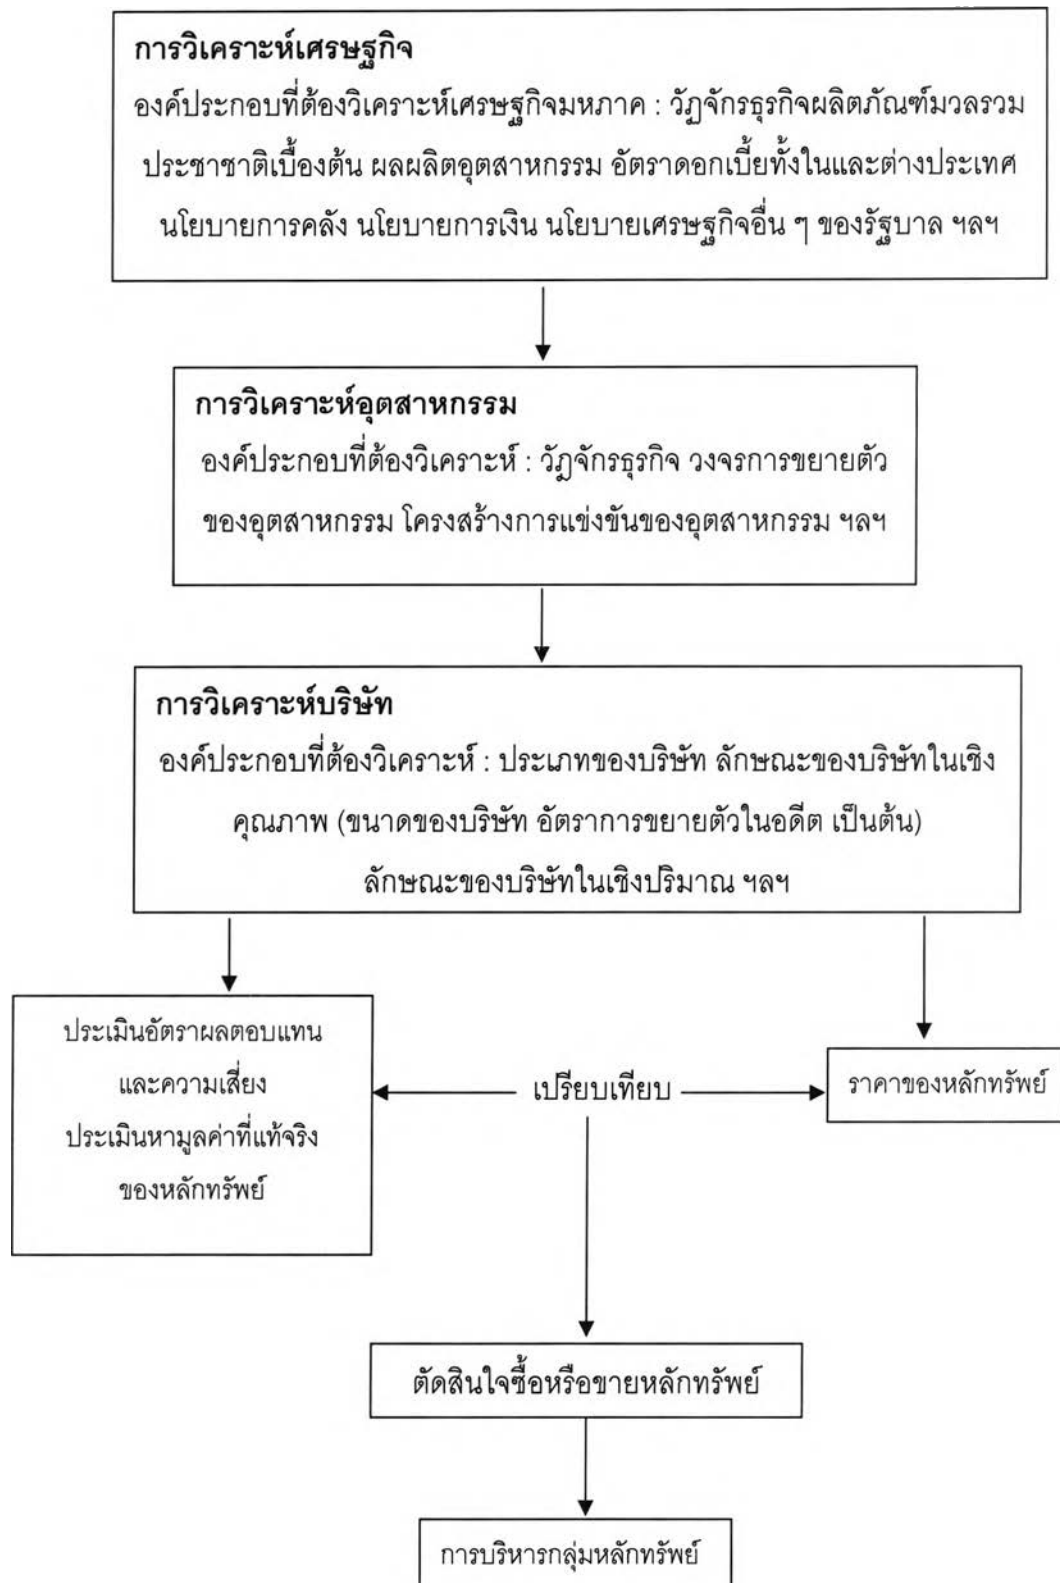 การวิเคราะห์เศรษฐกิจ
องค์ประกอบที่ต้องวิเคราะห์เศรษฐกิจมหภาค : วัฏจักรธุรกิจผลิตภัณฑ์มวลรวม
ประชาชาติเบื้องต้น ผลผลิตอุตสาหกรรม อัตราดอกเบี้ยทั้งในและต่างประเทศ
นโยบายการคลัง นโยบายการเงิน นโยบายเศรษฐกิจอื่น ๆ ของรัฐบาล ฯลฯ
การวิเคราะห์อุตสาหกรรม
องค์ประกอบที่ต้องวิเคราะห์ : วัฏจักรธุรกิจ วงจรการขยายตัว
ของอุตสาหกรรม โครงสร้างการแข่งขันของอุตสาหกรรม ฯลฯ
การวิเคราะห์บริษัท
องค์ประกอบที่ต้องวิเคราะห์ : ประเภทของบริษัท ลักษณะของบริษัทในเชิง
คุณภาพ (ขนาดของบริษัท อัตราการขยายตัวในอดีต เป็นต้น)
ลักษณะของบริษัทในเชิงปริมาณ ฯลฯ
ประเมินอัตราผลตอบแทน
และความเสี่ยง
ประเมินหามูลค่าที่แท้จริง
ของหลักทรัพย์
เปรียบเทียบ
ราคาของหลักทรัพย์
ตัดสินใจซื้อหรือขายหลักทรัพย์
การบริหารกลุ่มหลักทรัพย์